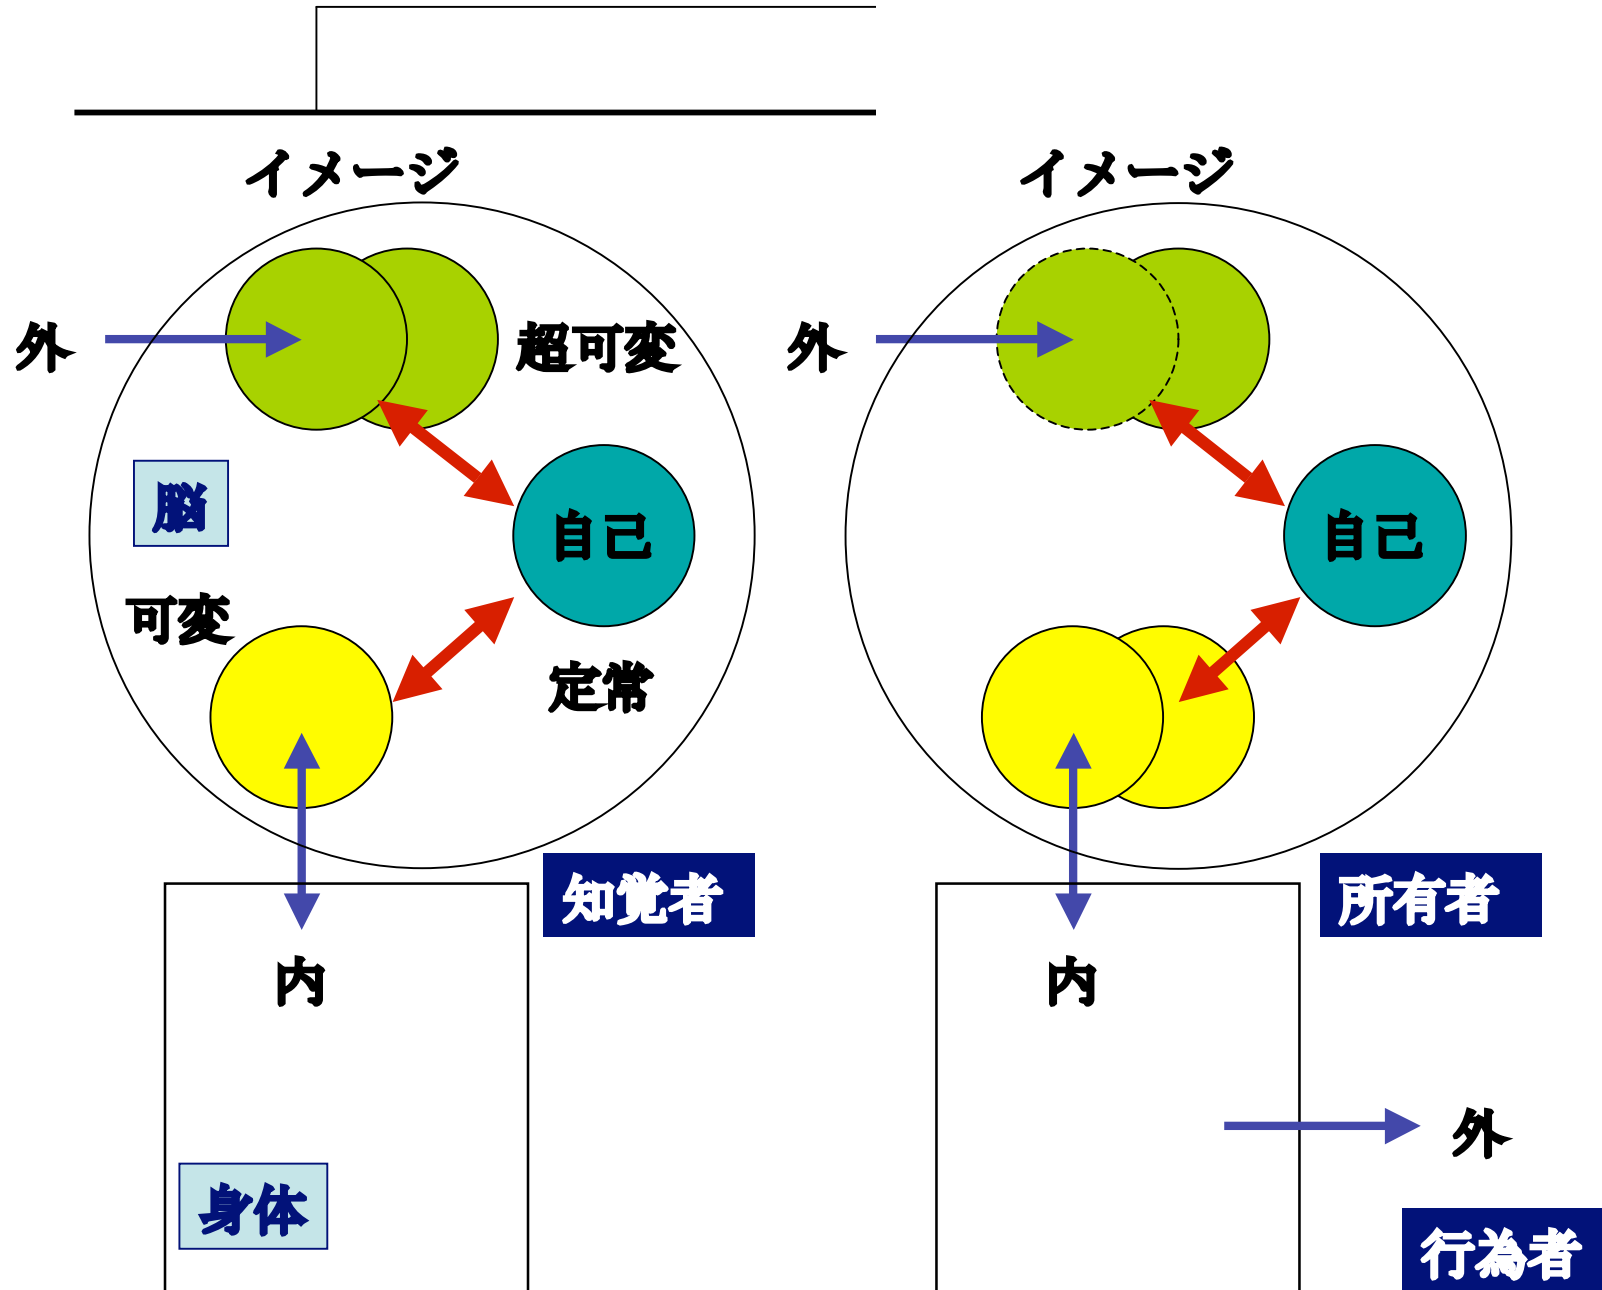 イメージ
イメージ
外
超可変
外
脳
自己
自己
可変
定常
知覚者
所有者
内
内
外
身体
行為者